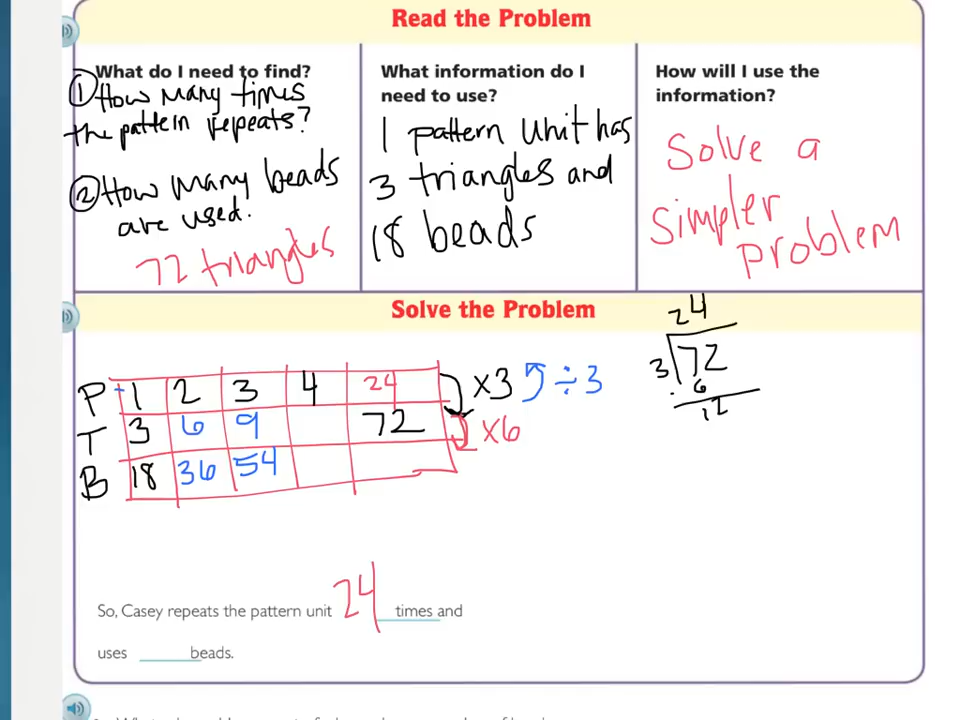 Read the Problem
What do I need to find?
① How many times
the pattern repeats?
② How many beads
are used.
72 triangles
What information do I
need to use?
1 pattern unit has
3 triangles and
18 beads
How will I use the
information?
Solve a
simpler
problem
Solve the Problem
P 1 2 3 4 24 ×3 ÷3
T 3 6 9 72 ×6
B 18 36 54
24
3 72
6
12
So, Casey repeats the pattern unit 24 times and
uses ______ beads.